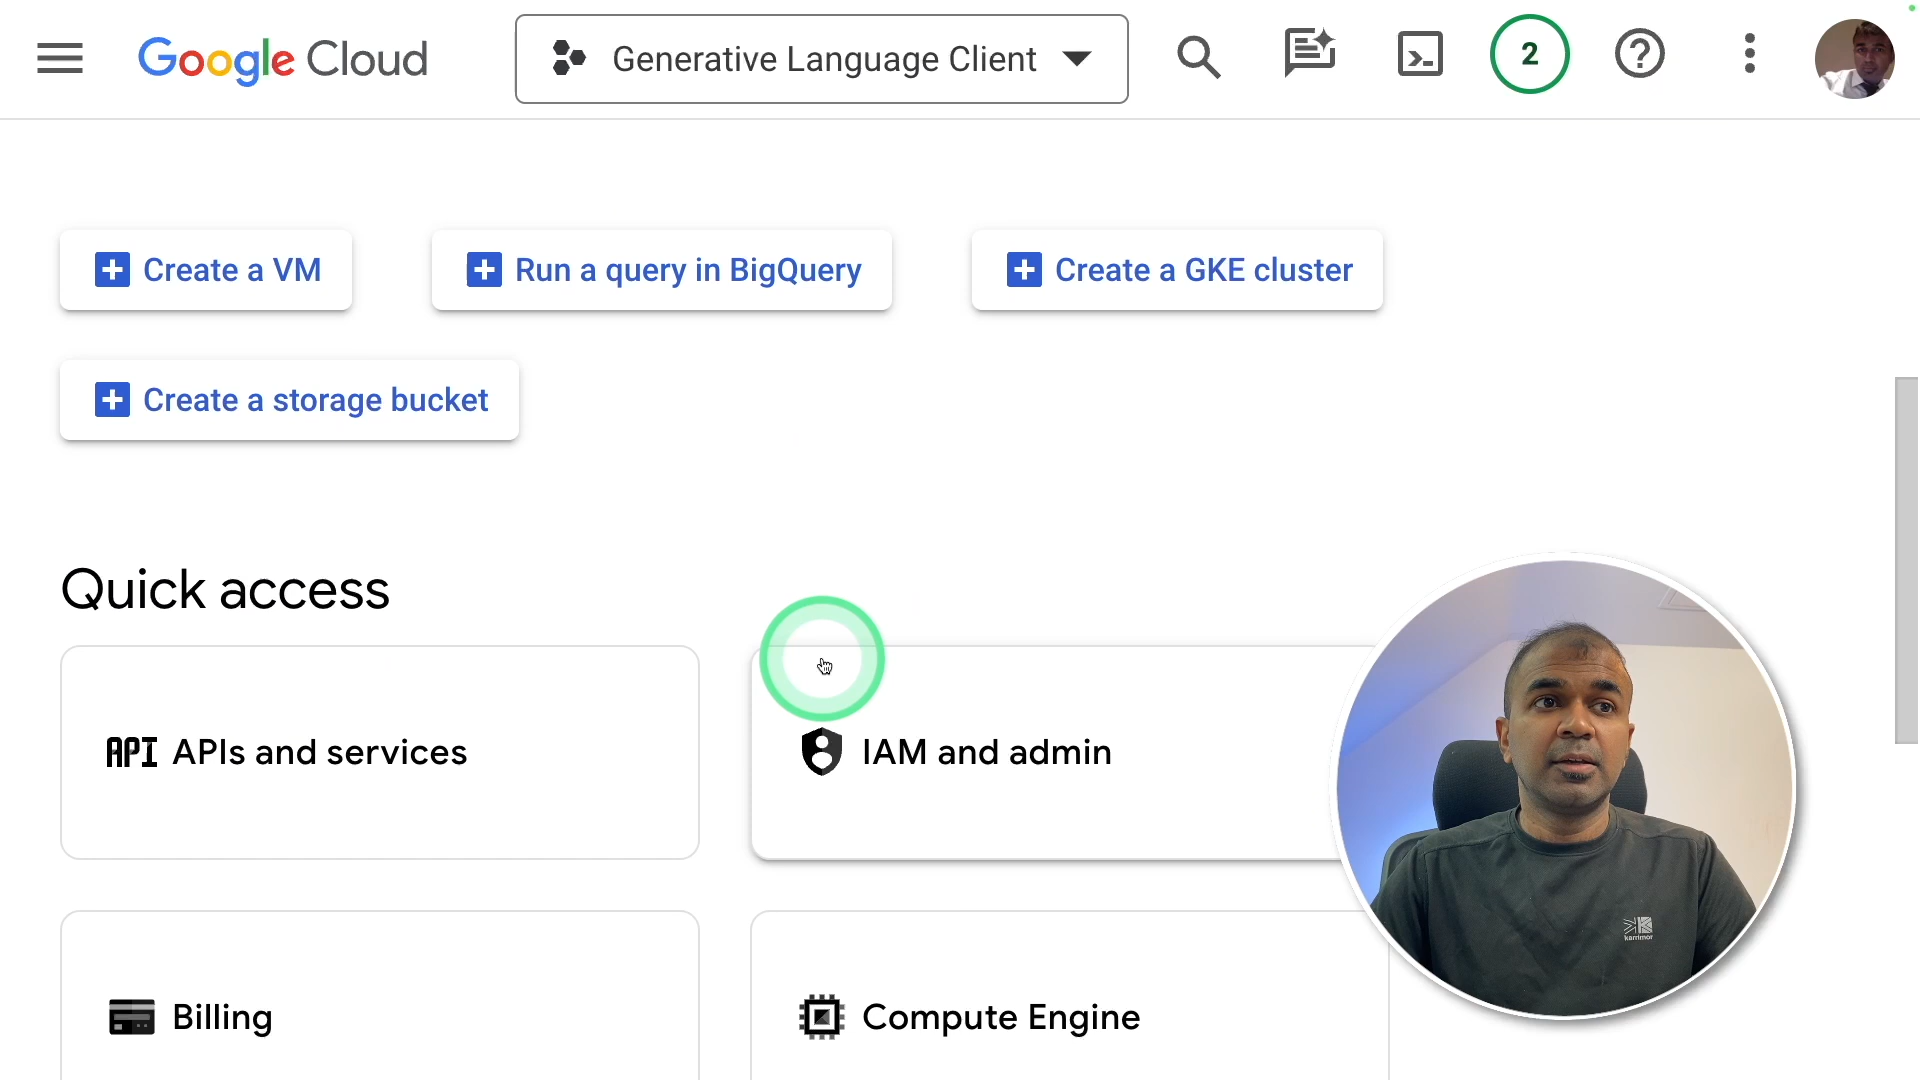 Google Cloud
Generative Language Client
2
Create a VM
Run a query in BigQuery
Create a GKE cluster
Create a storage bucket
Quick access
API APIs and services
IAM and admin
Billing
Compute Engine
karrimor